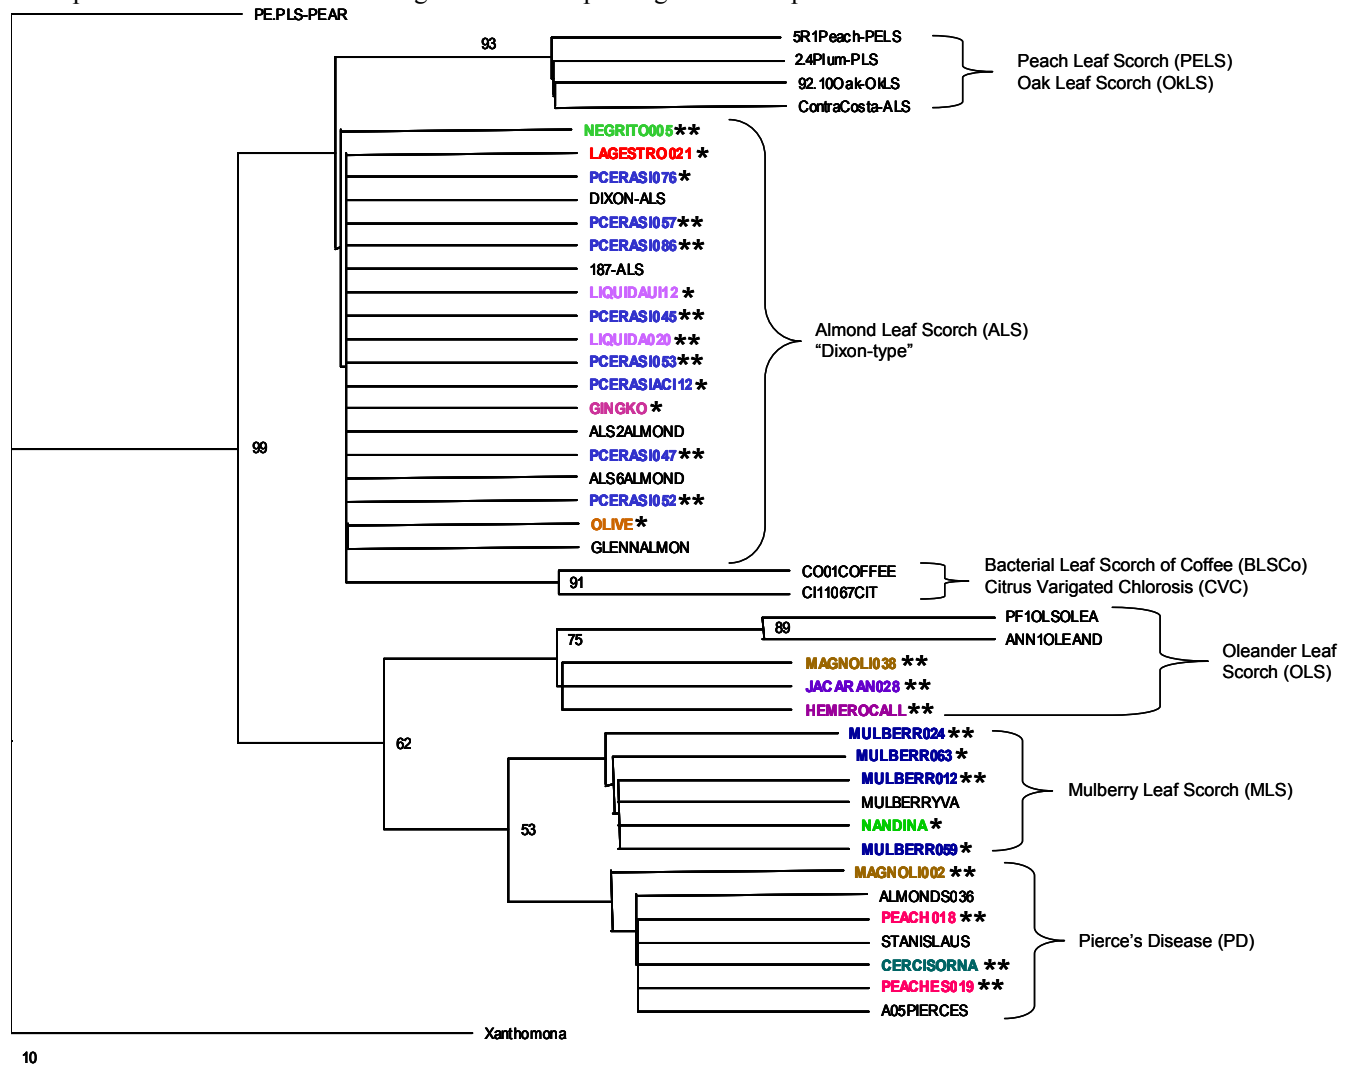 PE.PLS-PEAR
93
5R1Peach-PELS
2.4Plum-PLS
92.10Oak-OkLS
ContraCosta-ALS
Peach Leaf Scorch (PELS)
Oak Leaf Scorch (OkLS)
NEGRITO005**
LAGESTRO021*
PCERASI076*
DIXON-ALS
PCERASI057**
PCERASI086**
187-ALS
LIQUIDAUI12*
PCERASI045**
LIQUIDA020**
PCERASI053**
PCERASIACI12*
GINGKO*
ALS2ALMOND
PCERASI047**
ALS6ALMOND
PCERASI052**
OLIVE*
GLENNALMON
Almond Leaf Scorch (ALS)
“Dixon-type”
99
CO01COFFEE
91
CI11067CIT
Bacterial Leaf Scorch of Coffee (BLSCo)
Citrus Varigated Chlorosis (CVC)
PF1OLSOLEA
89
75
ANN1OLEAND
MAGNOLI038**
JACARAN028**
HEMEROCALL**
Oleander Leaf
Scorch (OLS)
62
MULBERR024**
MULBERR063*
MULBERR012**
MULBERRYVA
NANDINA*
MULBERR059*
Mulberry Leaf Scorch (MLS)
53
MAGNOLI002**
ALMONDS036
PEACH018**
STANISLAUS
CERCISORNA**
PEACHES019**
A05PIERCES
Pierce’s Disease (PD)
Xanthomona
10